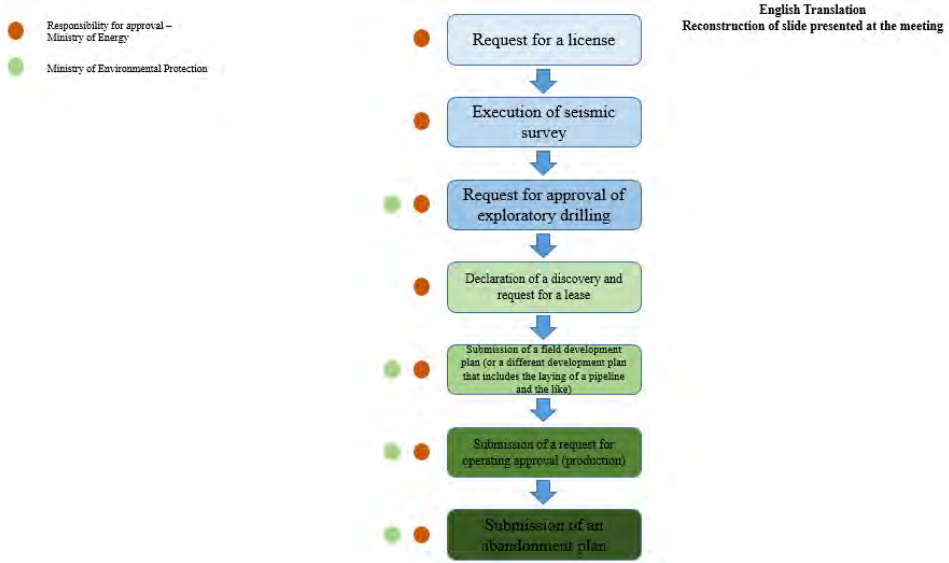 English Translation
Reconstruction of slide presented at the meeting
Responsibility for approval –
Ministry of Energy
Ministry of Environmental Protection
Request for a license
Execution of seismic
survey
Request for approval of
exploratory drilling
Declaration of a discovery and
request for a lease
Submission of a field development
plan (or a different development plan
that includes the laying of a pipeline
and the like)
Submission of a request for
operating approval (production)
Submission of an
abandonment plan